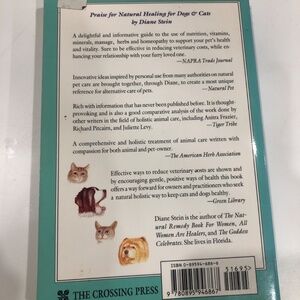 Praise for Natural Healing for Dogs & Cats
by Diane Stein
A delightful and informative guide to the use of nutrition, vitamins,
minerals, massage, herbs and homeopathy to support your pet's health and
vitality. Sure to be effective in reducing veterinary costs, while en-
hancing your relationship with your furry loved one.
—NAPRA Trade Journal
Innovative ideas inspired by personal use from many authorities on natural
pet care are brought together, through Diane, to create a most unique
reference for alternative care of pets.
—Natural Pet
Rich with information that has never been published before. It is thought-
provoking and is also a good comparative analysis of the work done by
other writers in the field of holistic animal care, including Anitra Frazier,
Richard Pitcairn, and Juliette Levy.
—Tiger Tribe
A comprehensive and holistic treatment of animal care written with
compassion for both animal and pet-owner.
—The American Herb Association
Effective ways to reduce veterinary costs are shown and
by encouraging gentle, positive ways of health this book
offers a way forward for owners and practitioners who seek
a natural holistic way to keep cats and dogs healthy.
—Green Library
Diane Stein is author of The Nat-
ural Remedy Book For Women, All
Women Are Healers, and The Goddess
Celebrates. She lives in Florida.
ISBN 0-89594-686-6
51695
9 780895 946867
THE CROSSING PRESS